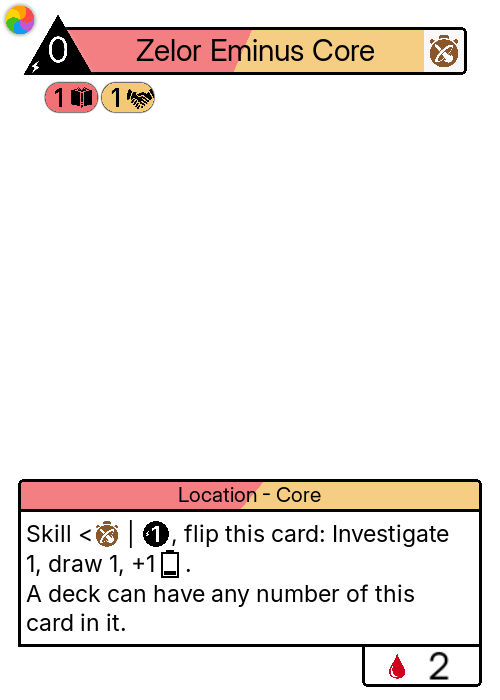 0 Zelor Eminus Core
1 1
Location - Core
Skill < | 1, flip this card: Investigate
1, draw 1, +1 .
A deck can have any number of this
card in it.
2